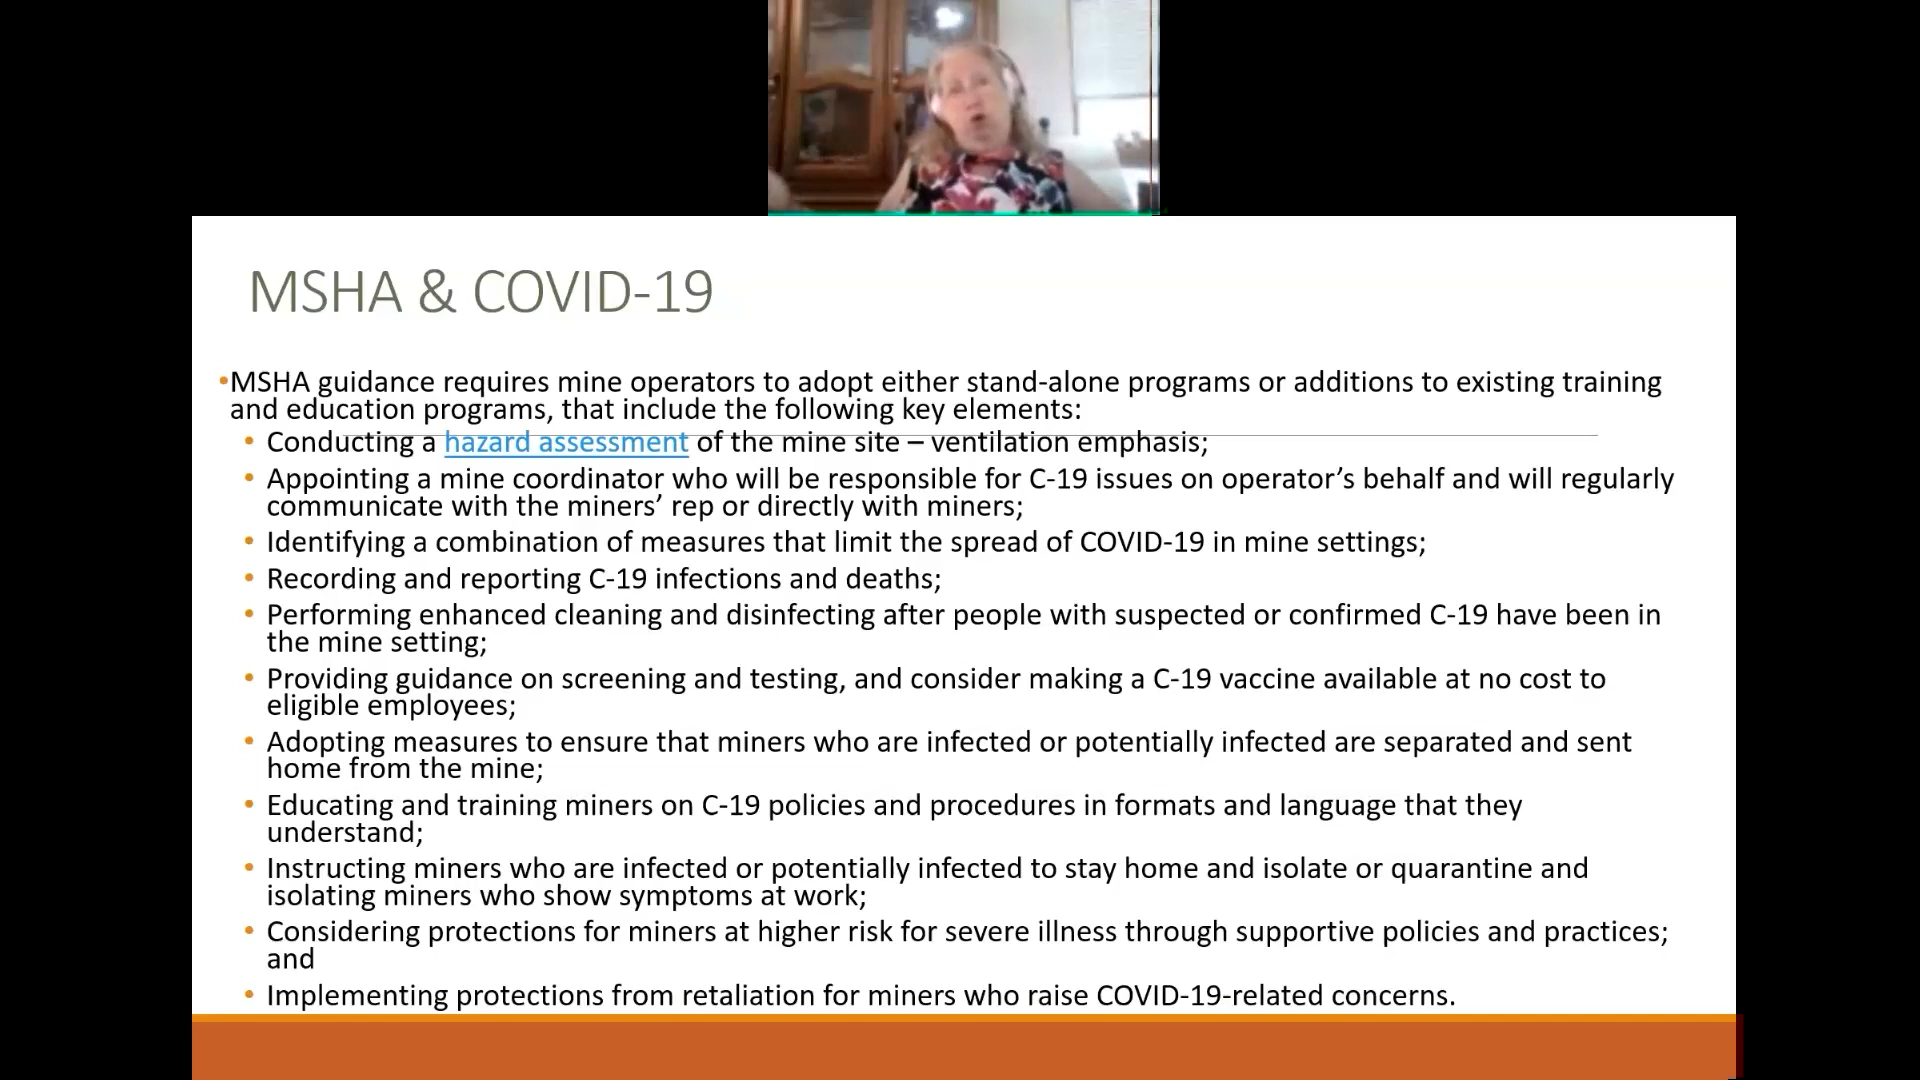 MSHA & COVID-19
•MSHA guidance requires mine operators to adopt either stand-alone programs or additions to existing training
and education programs, that include the following key elements:
• Conducting a hazard assessment of the mine site – ventilation emphasis;
• Appointing a mine coordinator who will be responsible for C-19 issues on operator’s behalf and will regularly
communicate with the miners’ rep or directly with miners;
• Identifying a combination of measures that limit the spread of COVID-19 in mine settings;
• Recording and reporting C-19 infections and deaths;
• Performing enhanced cleaning and disinfecting after people with suspected or confirmed C-19 have been in
the mine setting;
• Providing guidance on screening and testing, and consider making a C-19 vaccine available at no cost to
eligible employees;
• Adopting measures to ensure that miners who are infected or potentially infected are separated and sent
home from the mine;
• Educating and training miners on C-19 policies and procedures in formats and language that they
understand;
• Instructing miners who are infected or potentially infected to stay home and isolate or quarantine and
isolating miners who show symptoms at work;
• Considering protections for miners at higher risk for severe illness through supportive policies and practices;
and
• Implementing protections from retaliation for miners who raise COVID-19-related concerns.